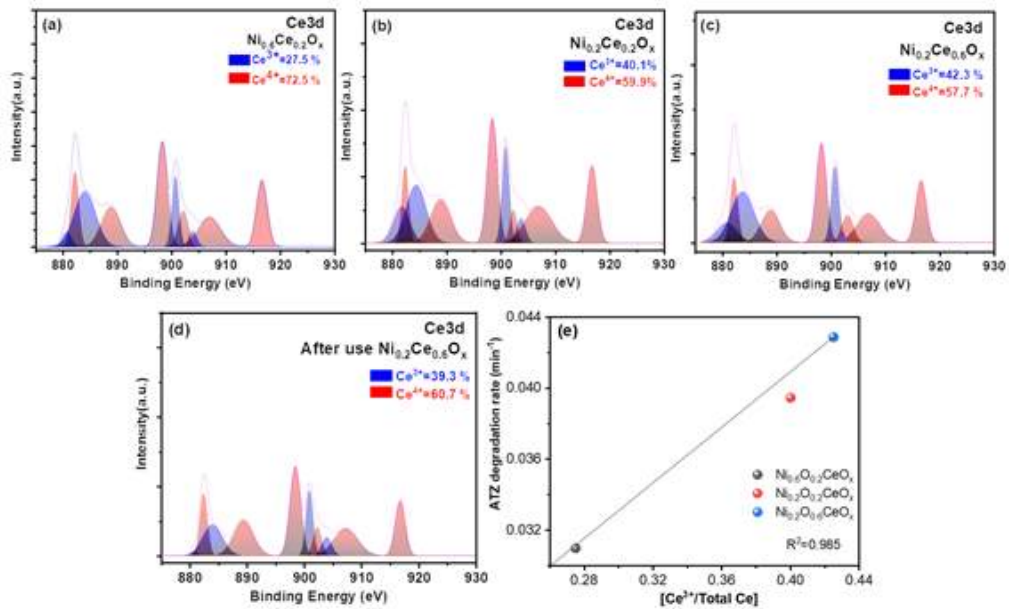 (a)
Ce3d
Ni0.6Ce0.2Ox
Ce3+=27.5 %
Ce4+=72.5 %
Intensity(a.u.)
880 890 900 910 920 930
Binding Energy (eV)
(b)
Ce3d
Ni0.2Ce0.2Ox
Ce3+=40.1%
Ce4+=59.9%
Intensity(a.u.)
880 890 900 910 920 930
Binding Energy (eV)
(c)
Ce3d
Ni0.2Ce0.6Ox
Ce3+=42.3 %
Ce4+=57.7 %
Intensity(a.u.)
880 890 900 910 920 930
Binding Energy (eV)
(d)
Ce3d
After use Ni0.2Ce0.6Ox
Ce3+=39.3 %
Ce4+=60.7 %
Intensity(a.u.)
880 890 900 910 920 930
Binding Energy (eV)
(e)
ATZ degradation rate (min-1)
0.044
0.040
0.036
0.032
Ni0.6O0.2CeOx
Ni0.2O0.2CeOx
Ni0.2O0.6CeOx
R2=0.985
0.28 0.32 0.36 0.40 0.44
[Ce3+/Total Ce]